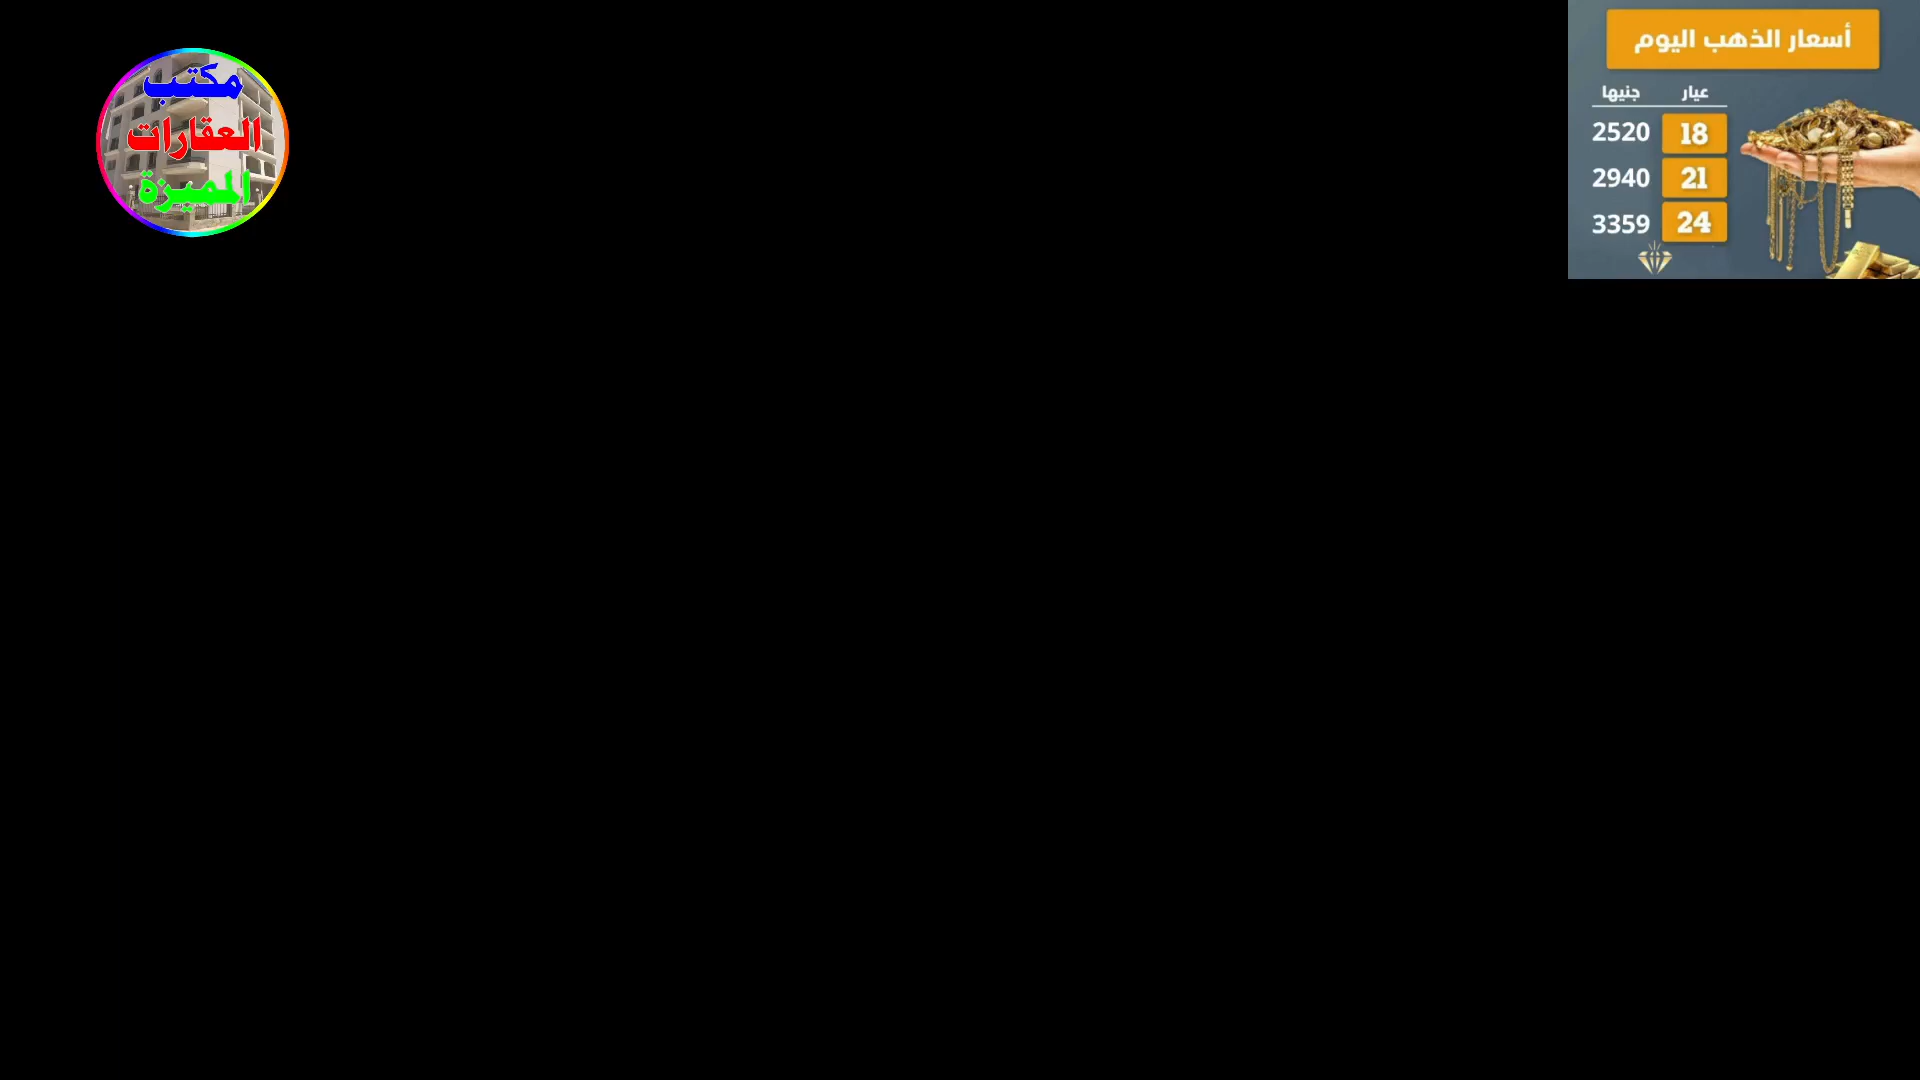 مكتب
العقارات
المميزة
أسعار الذهب اليوم
عيار جنيها
18 2520
21 2940
24 3359